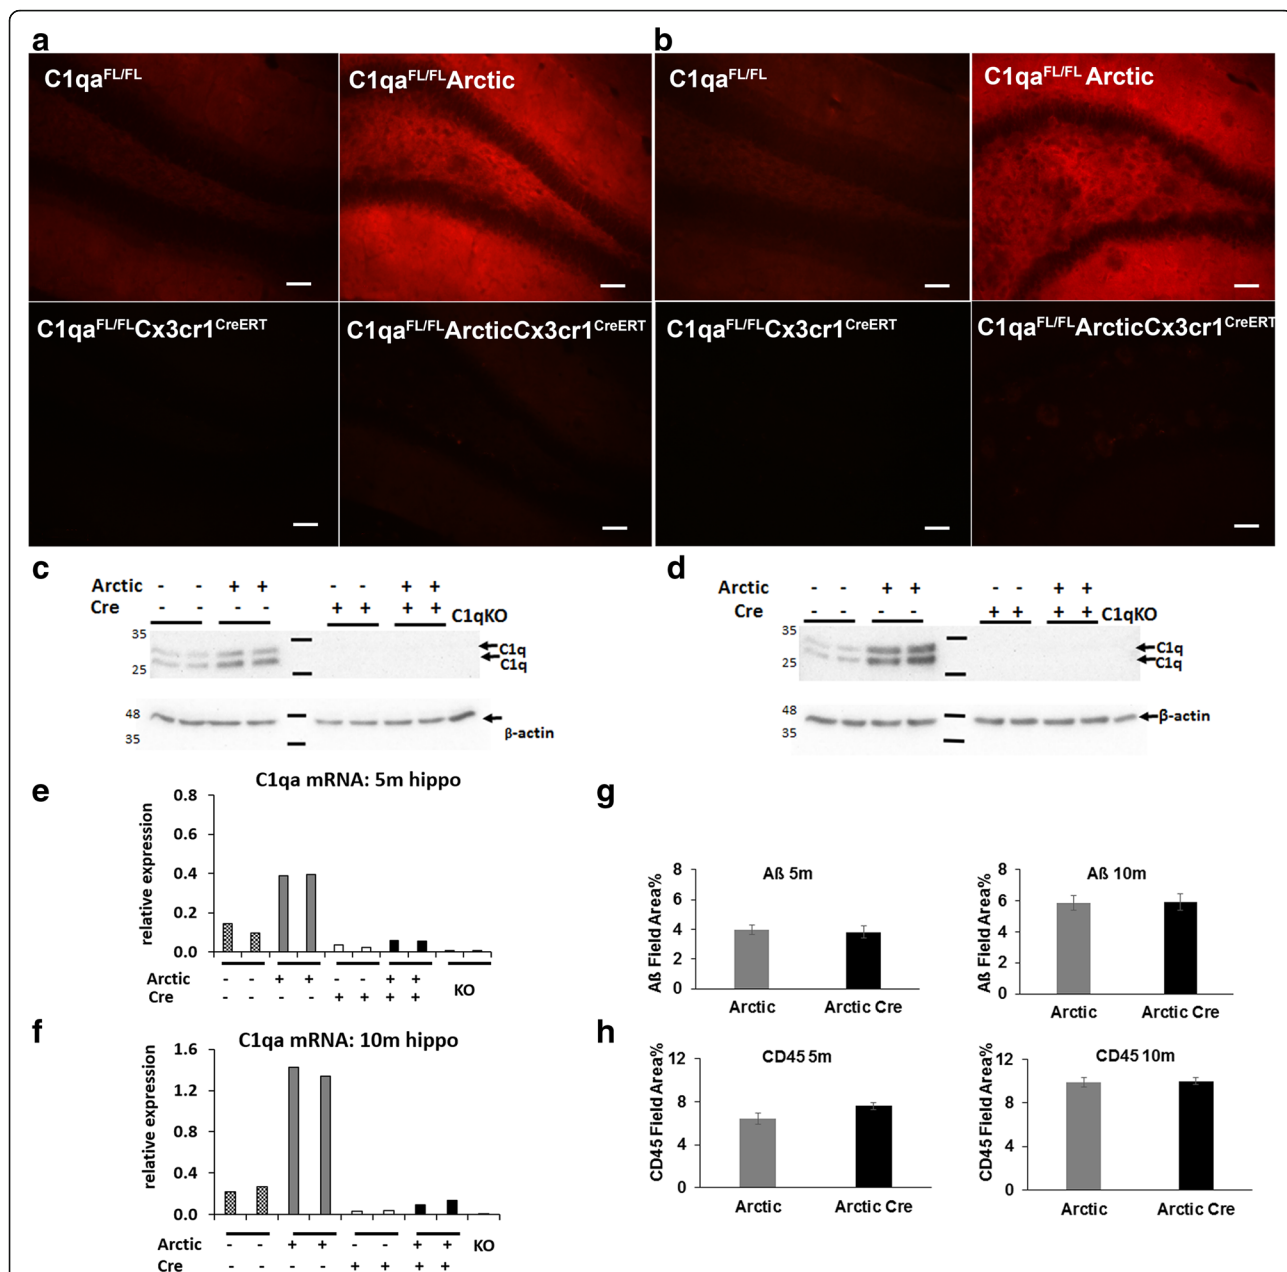 a
C1qaFL/FL
C1qaFL/FLArctic
C1qaFL/FLCx3cr1CreERT
C1qaFL/FLArcticCx3cr1CreERT
b
C1qaFL/FL
C1qaFL/FL Arctic
C1qaFL/FLCx3cr1CreERT
C1qaFL/FLArcticCx3cr1CreERT
c
Arctic - - + + - - + +
Cre - - - - + + + + C1qKO
35
25
C1q
C1q
48
35
β-actin
d
Arctic - - + + - - + +
Cre - - - - + + + + C1qKO
35
25
C1q
C1q
48
35
β-actin
e
C1qa mRNA: 5m hippo
relative expression
0.8
0.6
0.4
0.2
0.0
Arctic - - + + - - + +
Cre - - - - + + + +
KO
f
C1qa mRNA: 10m hippo
relative expression
1.6
1.2
0.8
0.4
0.0
Arctic - - + + - - + + KO
Cre - - - - + + + +
g
Aß 5m
Aß Field Area%
8
6
4
2
0
Arctic Arctic Cre
Aß 10m
Aß Field Area%
8
6
4
2
0
Arctic Arctic Cre
h
CD45 5m
CD45 Field Area%
12
8
4
0
Arctic Arctic Cre
CD45 10m
CD45 Field Area%
12
8
4
0
Arctic Arctic Cre